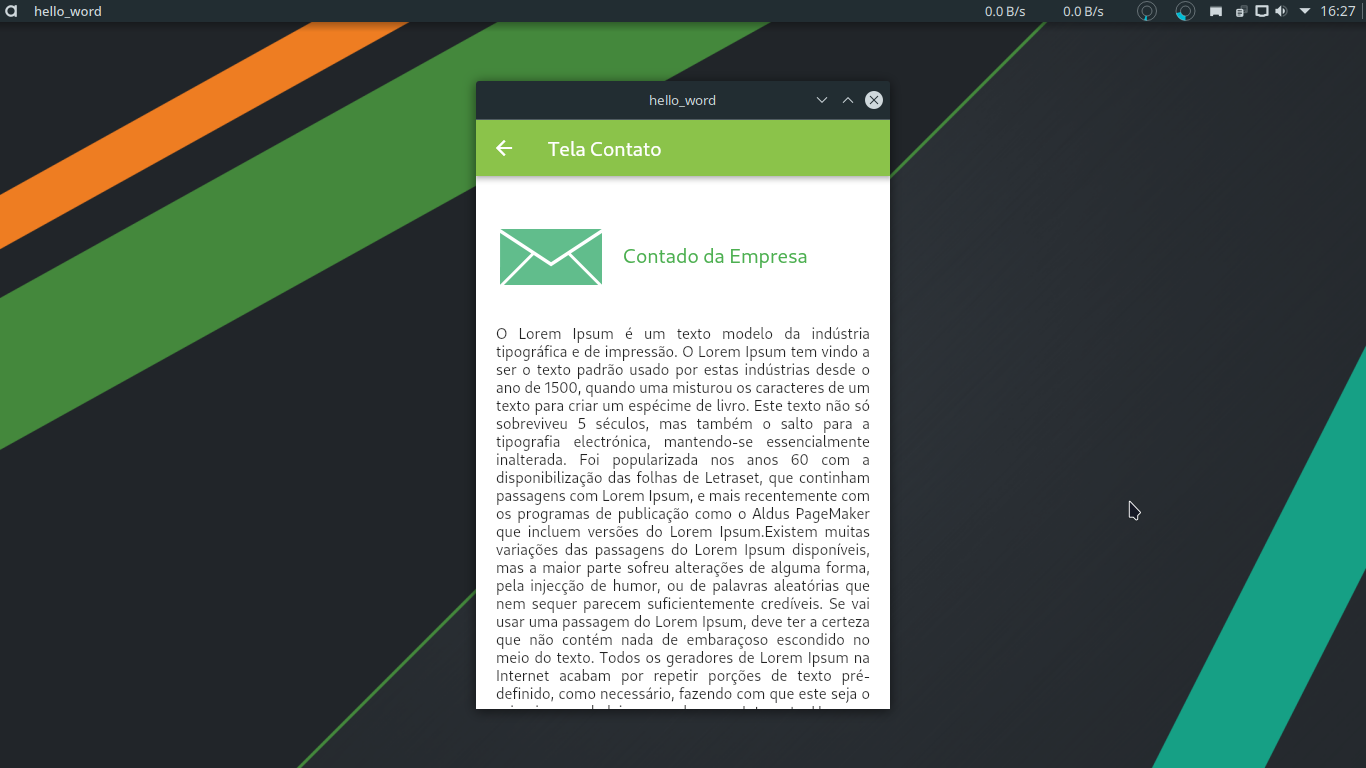 hello_word
0.0 B/s
0.0 B/s
16:27
hello_word
Tela Contato
Contado da Empresa
O Lorem Ipsum é um texto modelo da indústria
tipográfica e de impressão. O Lorem Ipsum tem vindo a
ser o texto padrão usado por estas indústrias desde o
ano de 1500, quando uma misturou os caracteres de um
texto para criar um espécime de livro. Este texto não só
sobreviveu 5 séculos, mas também o salto para a
tipografia electrónica, mantendo-se essencialmente
inalterada. Foi popularizada nos anos 60 com a
disponibilização das folhas de Letraset, que continham
passagens com Lorem Ipsum, e mais recentemente com
os programas de publicação como o Aldus PageMaker
que incluem versões do Lorem Ipsum.Existem muitas
variações das passagens do Lorem Ipsum disponíveis,
mas a maior parte sofreu alterações de alguma forma,
pela injecção de humor, ou de palavras aleatórias que
nem sequer parecem suficientemente credíveis. Se vai
usar uma passagem do Lorem Ipsum, deve ter a certeza
que não contém nada de embaraçoso escondido no
meio do texto. Todos os geradores de Lorem Ipsum na
Internet acabam por repetir porções de texto pré-
definido, como necessário, fazendo com que este seja o